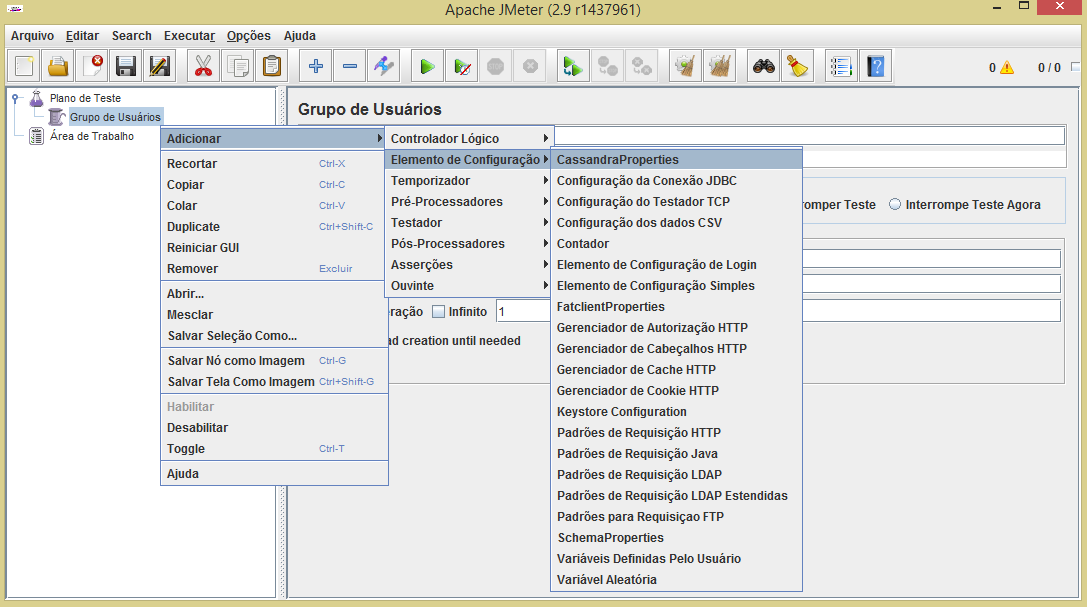 Apache JMeter (2.9 r1437961)
Arquivo Editar Search Executar Opções Ajuda
0 0 / 0
Plano de Teste
Grupo de Usuários
Área de Trabalho
Grupo de Usuários
romper Teste Interrompe Teste Agora
eração Infinito 1
ad creation until needed
Adicionar
Recortar Ctrl-X
Copiar Ctrl-C
Colar Ctrl-V
Duplicate Ctrl+Shift-C
Reiniciar GUI
Remover Excluir
Abrir...
Mesclar
Salvar Seleção Como...
Salvar Nó como Imagem Ctrl-G
Salvar Tela Como Imagem Ctrl+Shift-G
Habilitar
Desabilitar
Toggle Ctrl-T
Ajuda
Controlador Lógico
Elemento de Configuração
Temporizador
Pré-Processadores
Testador
Pós-Processadores
Asserções
Ouvinte
CassandraProperties
Configuração da Conexão JDBC
Configuração do Testador TCP
Configuração dos dados CSV
Contador
Elemento de Configuração de Login
Elemento de Configuração Simples
FatclientProperties
Gerenciador de Autorização HTTP
Gerenciador de Cabeçalhos HTTP
Gerenciador de Cache HTTP
Gerenciador de Cookie HTTP
Keystore Configuration
Padrões de Requisição HTTP
Padrões de Requisição Java
Padrões de Requisição LDAP
Padrões de Requisição LDAP Estendidas
Padrões para Requisiçao FTP
SchemaProperties
Variáveis Definidas Pelo Usuário
Variável Aleatória